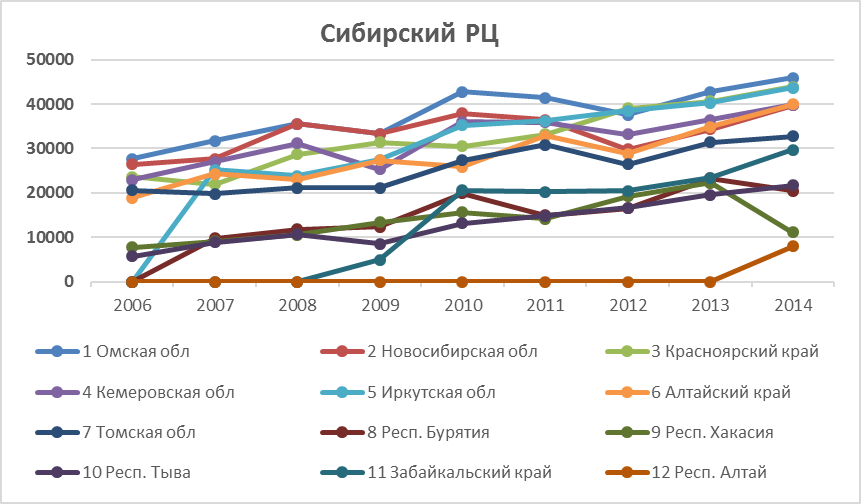 Сибирский РЦ
50000
40000
30000
20000
10000
0
2006 2007 2008 2009 2010 2011 2012 2013 2014
1 Омская обл 2 Новосибирская обл 3 Красноярский край
4 Кемеровская обл 5 Иркутская обл 6 Алтайский край
7 Томская обл 8 Респ. Бурятия 9 Респ. Хакасия
10 Респ. Тыва 11 Забайкальский край 12 Респ. Алтай